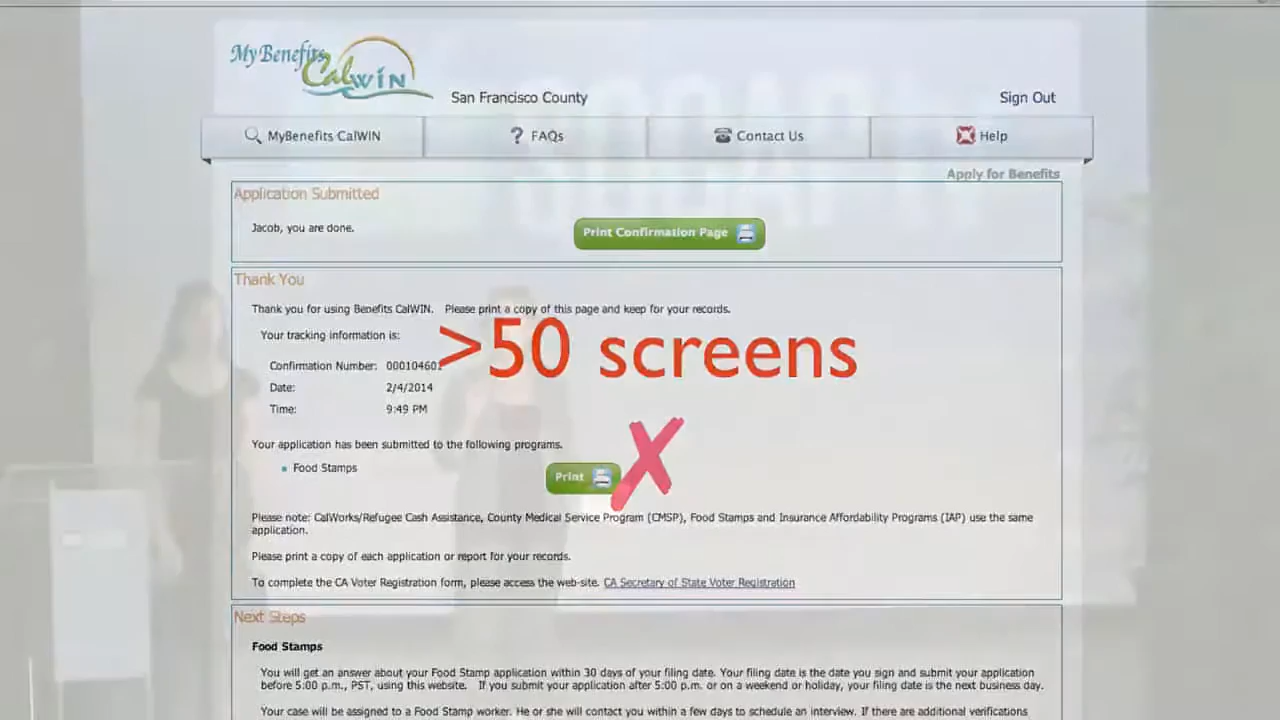 MyBenefits CalWIN
San Francisco County
Sign Out
MyBenefits CalWIN
? FAQs
Contact Us
Help
Apply for Benefits
Application Submitted
Jacob, you are done.
Print Confirmation Page
Thank You
Thank you for using Benefits CalWIN. Please print a copy of this page and keep for your records.
Your tracking information is:
>50 screens
Confirmation Number: 00010460
Date: 2/4/2014
Time: 9:49 PM
Your application has been submitted to the following programs.
Food Stamps
Print
✗
Please note: CalWorks/Refugee Cash Assistance, County Medical Service Program (CMSP), Food Stamps and Insurance Affordability Programs (IAP) use the same
application.
Please print a copy of each application or report for your records.
To complete the CA Voter Registration form, please access the web-site. CA Secretary of State Voter Registration
Next Steps
Food Stamps
You will get an answer about your Food Stamp application within 30 days of your filing date. Your filing date is the date you sign and submit your application
before 5:00 p.m., PST, using this website. If you submit your application after 5:00 p.m. or on a weekend or holiday, your filing date is the next business day.
Your case will be assigned to a Food Stamp worker. He or she will contact you within a few days to schedule an interview. If there are additional verifications